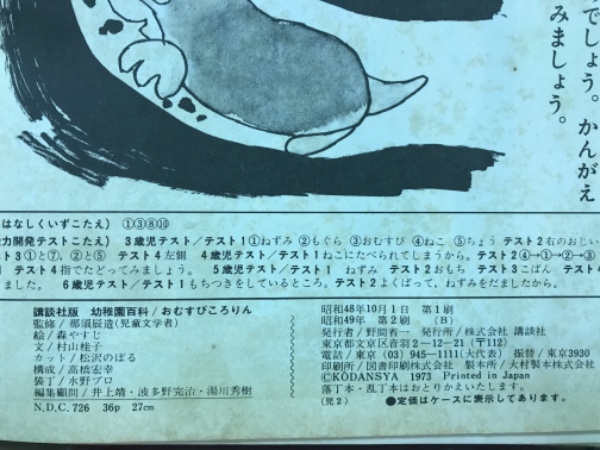 でしょう。かんがえ
みましょう。
はなしくいずこたえ） ①③⑧⑩
力開発テストこたえ） 3歳児テスト／テスト1①ねずみ ②もぐら ③おむすび ④ねこ ⑤ちょう テスト2右のおじい
スト3①と⑦、②と⑤ テスト4左側 4歳児テスト／テスト1ねこにたべられてしまうから。 テスト2④→①→②→③
テスト4指でたどってみましょう。 5歳児テスト／テスト1 ねずみ テスト2おもち テスト3こばん テスト4
ました。 6歳児テスト／テスト1もちつきをしているところ。テスト2よくばって、ねずみをだましたから。
講談社版 幼稚園百科／おむすびころりん
監修／那須辰造(児童文学者)
絵／森やすじ
文／村山桂子
カット／松沢のぼる
構成／高橋宏幸
装丁／水野プロ
編集顧問／井上靖・波多野完治・湯川秀樹
N.D.C.726 36p 27cm
昭和48年10月1日 第1刷
昭和49年 第2刷 （B）
発行者／野間省一 発行所／株式会社 講談社
東京都文京区音羽2－12－21(〒112)
電話／東京(03)945－1111(大代表) 振替／東京3930
印刷所／図書印刷株式会社 製本所／大村製本株式会社
©KŌDANSYA 1973 Printed in Japan
落丁本・乱丁本はおとりかえいたします。
(児2) ●定価はケースに表示してあります。